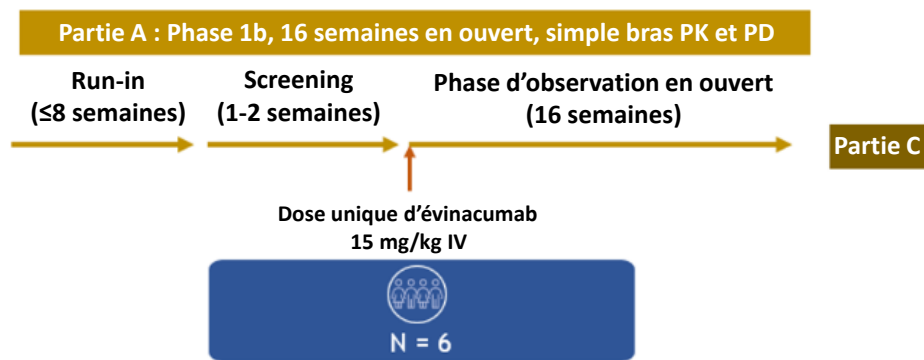 Partie A : Phase 1b, 16 semaines en ouvert, simple bras PK et PD
Run-in
(≤8 semaines)
Screening
(1-2 semaines)
Phase d’observation en ouvert
(16 semaines)
Partie C
Dose unique d’évinacumab
15 mg/kg IV
N = 6